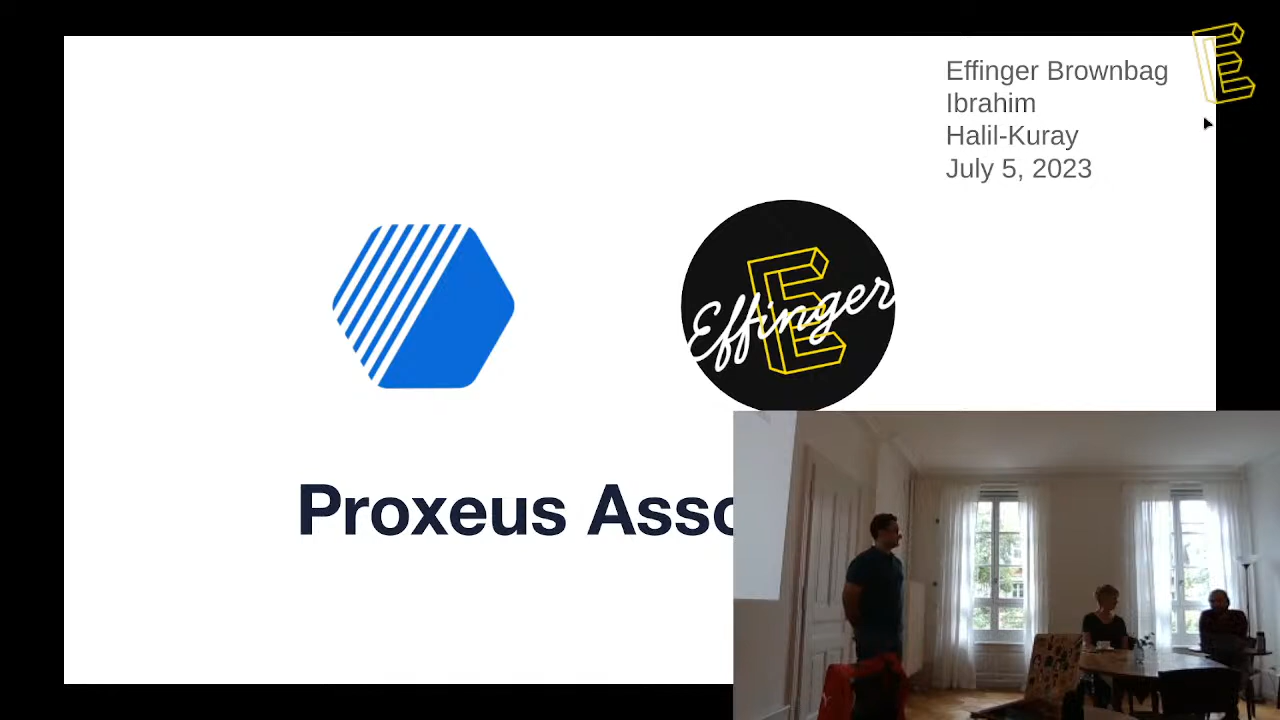 Effinger Brownbag
Ibrahim
Halil-Kuray
July 5, 2023
Effinger
Proxeus Asso